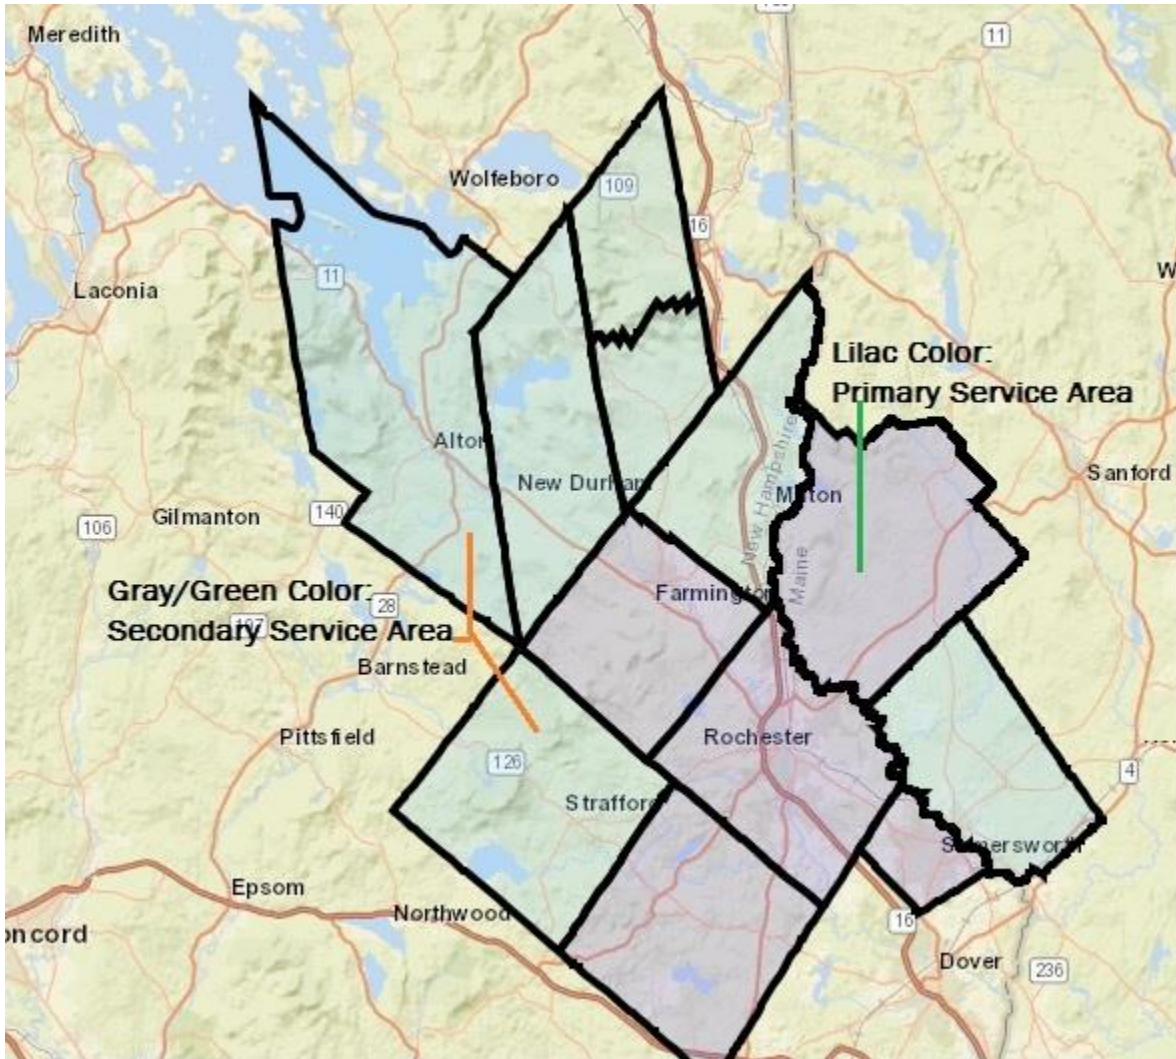 Meredith
11
Wolfeboro
109
16
11
Laconia
W
Lilac Color:
Primary Service Area
Alton
New Durham
Milton
New Hampshire
Maine
Sanford
106
Gilmanton
140
Farmington
Gray/Green Color:
28
107
Secondary Service Area
Barnstead
Pittsfield
Rochester
126
4
Strafford
Somersworth
Epsom
Northwood
16
oncord
Dover
236